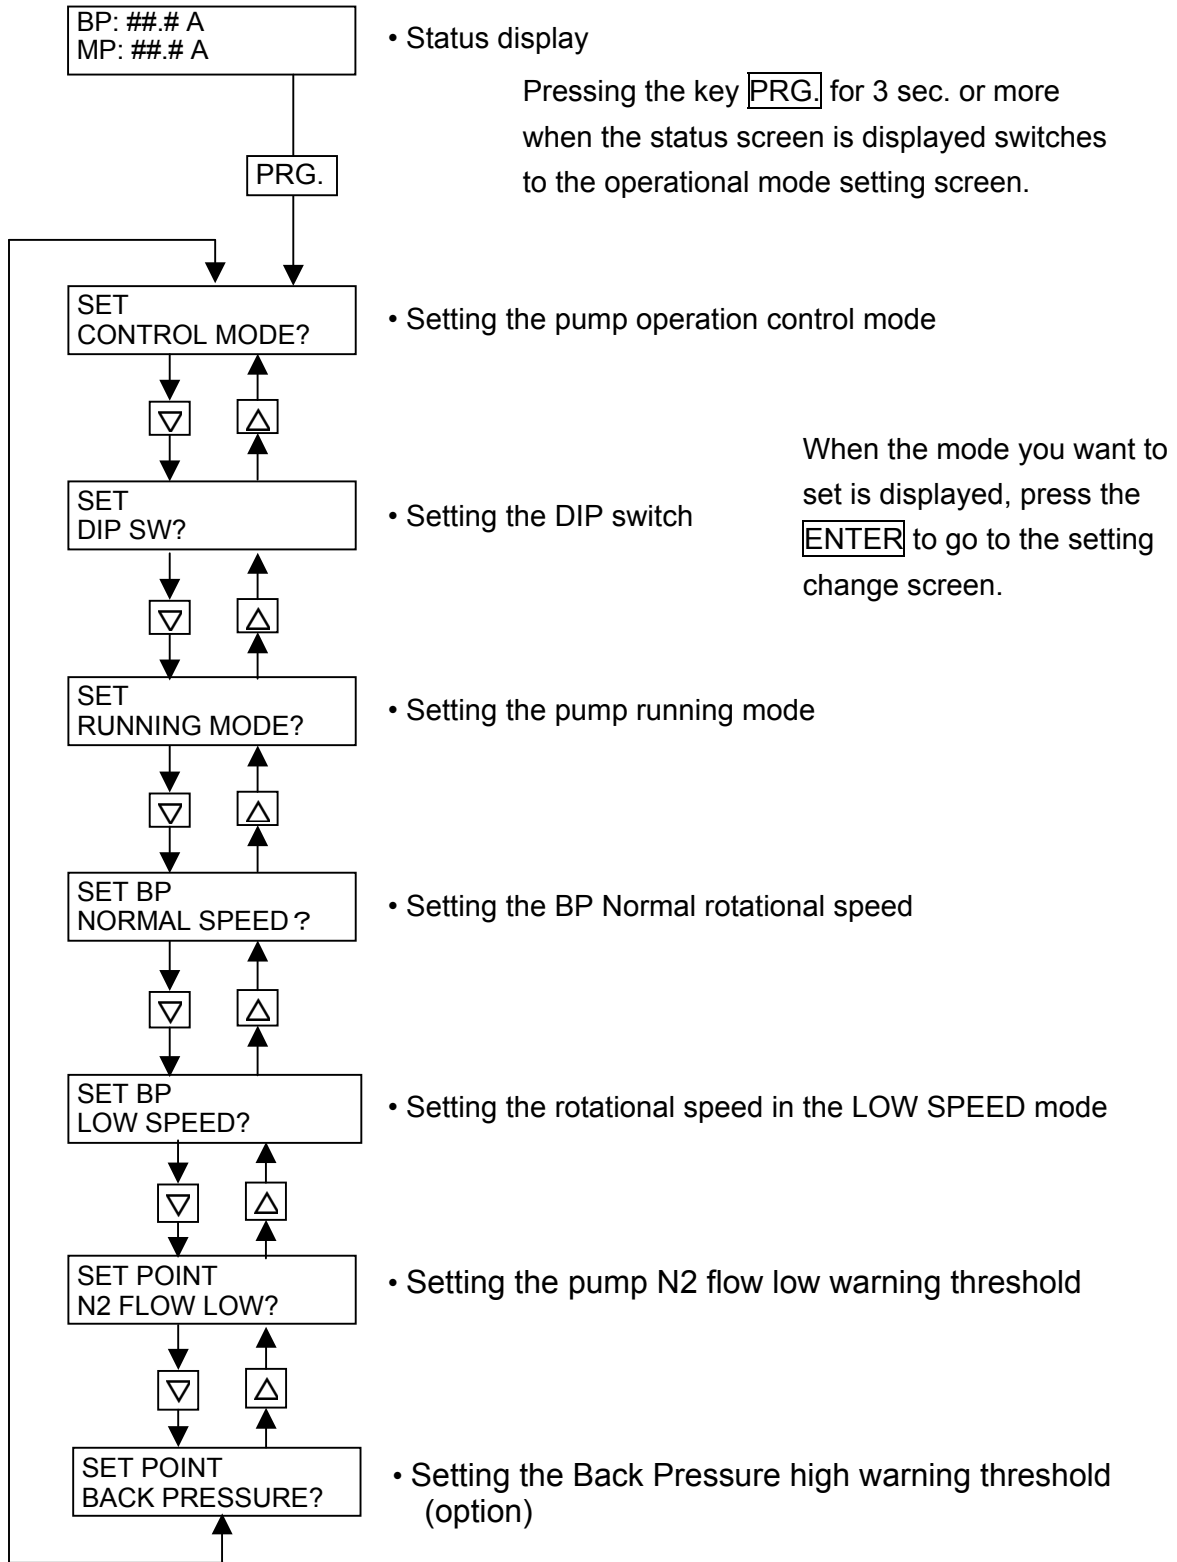 BP: ##.# A
MP: ##.# A
• Status display
Pressing the key PRG. for 3 sec. or more
when the status screen is displayed switches
to the operational mode setting screen.
PRG.
SET
CONTROL MODE?
• Setting the pump operation control mode
▽ △
When the mode you want to
set is displayed, press the
ENTER to go to the setting
change screen.
SET
DIP SW?
• Setting the DIP switch
▽ △
SET
RUNNING MODE?
• Setting the pump running mode
▽ △
SET BP
NORMAL SPEED？
• Setting the BP Normal rotational speed
▽ △
SET BP
LOW SPEED?
• Setting the rotational speed in the LOW SPEED mode
▽ △
SET POINT
N2 FLOW LOW?
• Setting the pump N2 flow low warning threshold
▽ △
SET POINT
BACK PRESSURE?
• Setting the Back Pressure high warning threshold
(option)